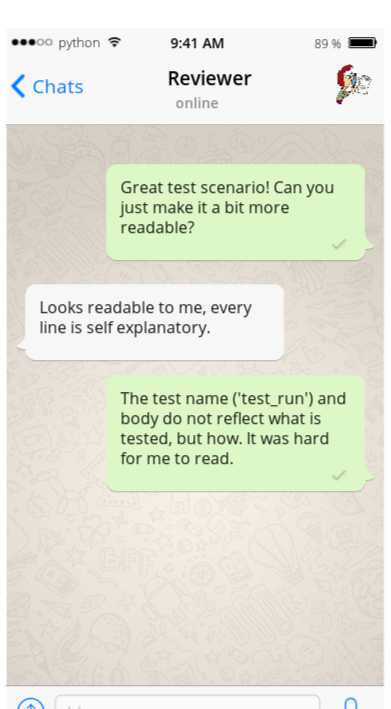 python 9:41 AM 89 %
Chats Reviewer
online
Great test scenario! Can you
just make it a bit more
readable?
Looks readable to me, every
line is self explanatory.
The test name ('test_run') and
body do not reflect what is
tested, but how. It was hard
for me to read.